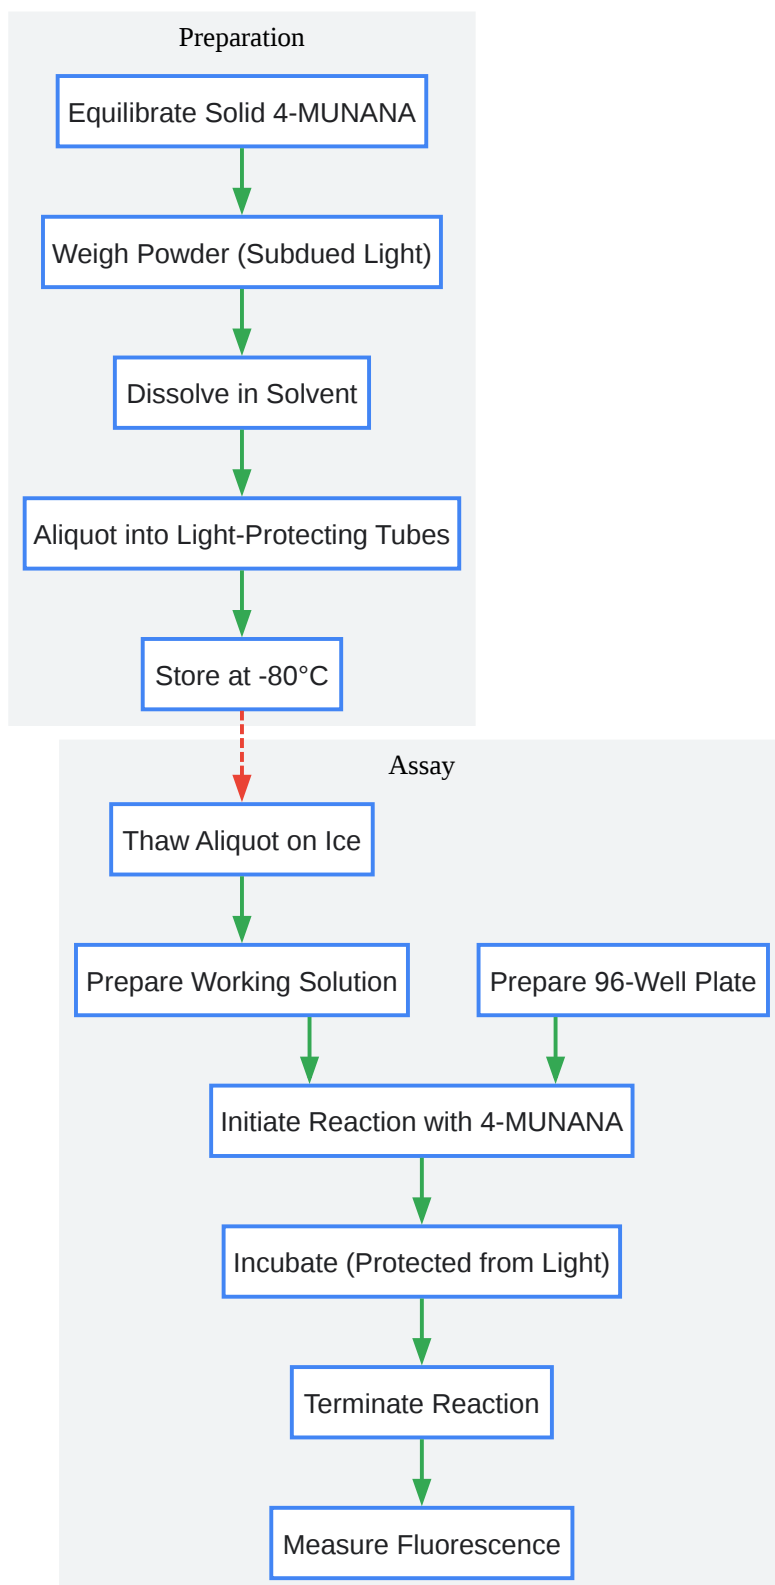 Preparation
Equilibrate Solid 4-MUNANA
Weigh Powder (Subdued Light)
Dissolve in Solvent
Aliquot into Light-Protecting Tubes
Store at -80°C
Assay
Thaw Aliquot on Ice
Prepare Working Solution
Prepare 96-Well Plate
Initiate Reaction with 4-MUNANA
Incubate (Protected from Light)
Terminate Reaction
Measure Fluorescence